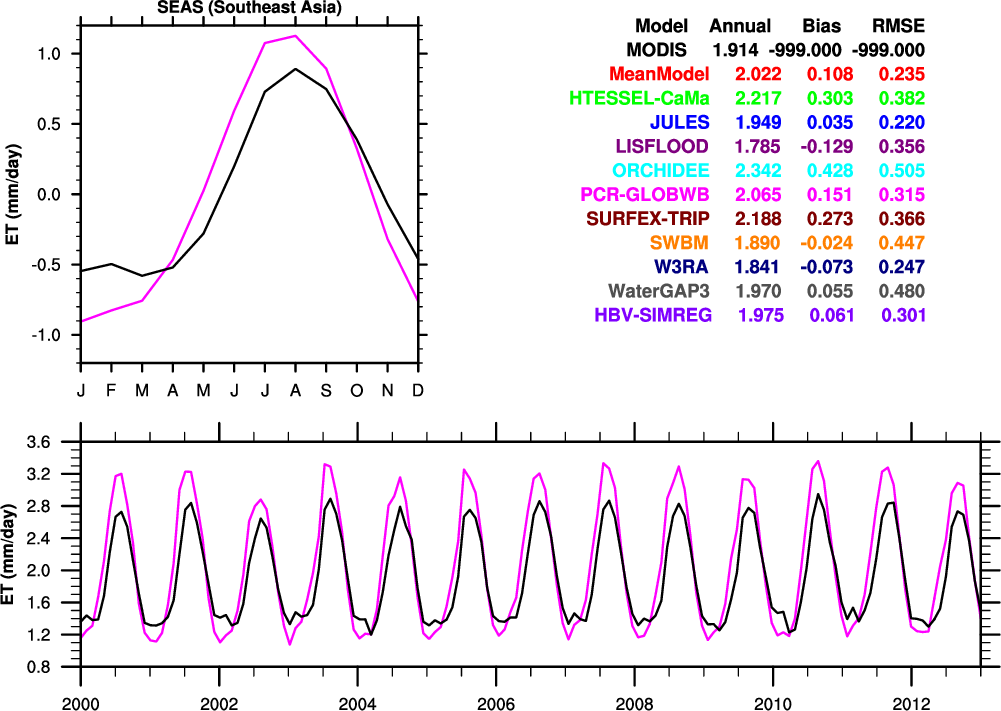 SEAS (Southeast Asia)
Model Annual Bias RMSE
MODIS 1.914 -999.000 -999.000
MeanModel 2.022 0.108 0.235
HTESSEL-CaMa 2.217 0.303 0.382
JULES 1.949 0.035 0.220
LISFLOOD 1.785 -0.129 0.356
ORCHIDEE 2.342 0.428 0.505
PCR-GLOBWB 2.065 0.151 0.315
SURFEX-TRIP 2.188 0.273 0.366
SWBM 1.890 -0.024 0.447
W3RA 1.841 -0.073 0.247
WaterGAP3 1.970 0.055 0.480
HBV-SIMREG 1.975 0.061 0.301
ET (mm/day)
1.0
0.5
0.0
-0.5
-1.0
J F M A M J J A S O N D
ET (mm/day)
3.6
3.2
2.8
2.4
2.0
1.6
1.2
0.8
2000 2002 2004 2006 2008 2010 2012